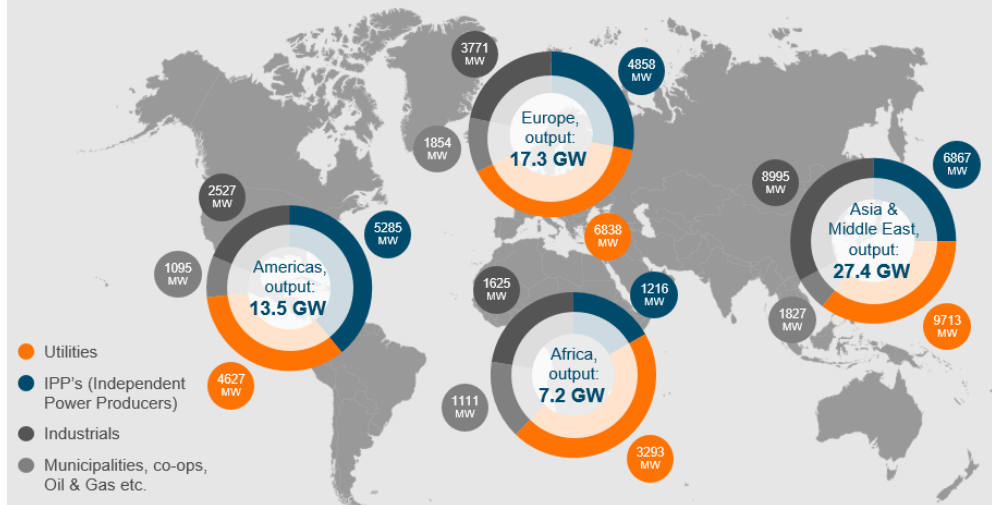 3771
MW
4858
MW
Europe,
output:
17.3 GW
1854
MW
6838
MW
2527
MW
5285
MW
Americas,
output:
13.5 GW
1095
MW
4627
MW
8995
MW
6867
MW
Asia &
Middle East,
output:
27.4 GW
1827
MW
9713
MW
1625
MW
1216
MW
Africa,
output:
7.2 GW
1111
MW
3293
MW
Utilities
IPP's (Independent
Power Producers)
Industrials
Municipalities, co-ops,
Oil & Gas etc.